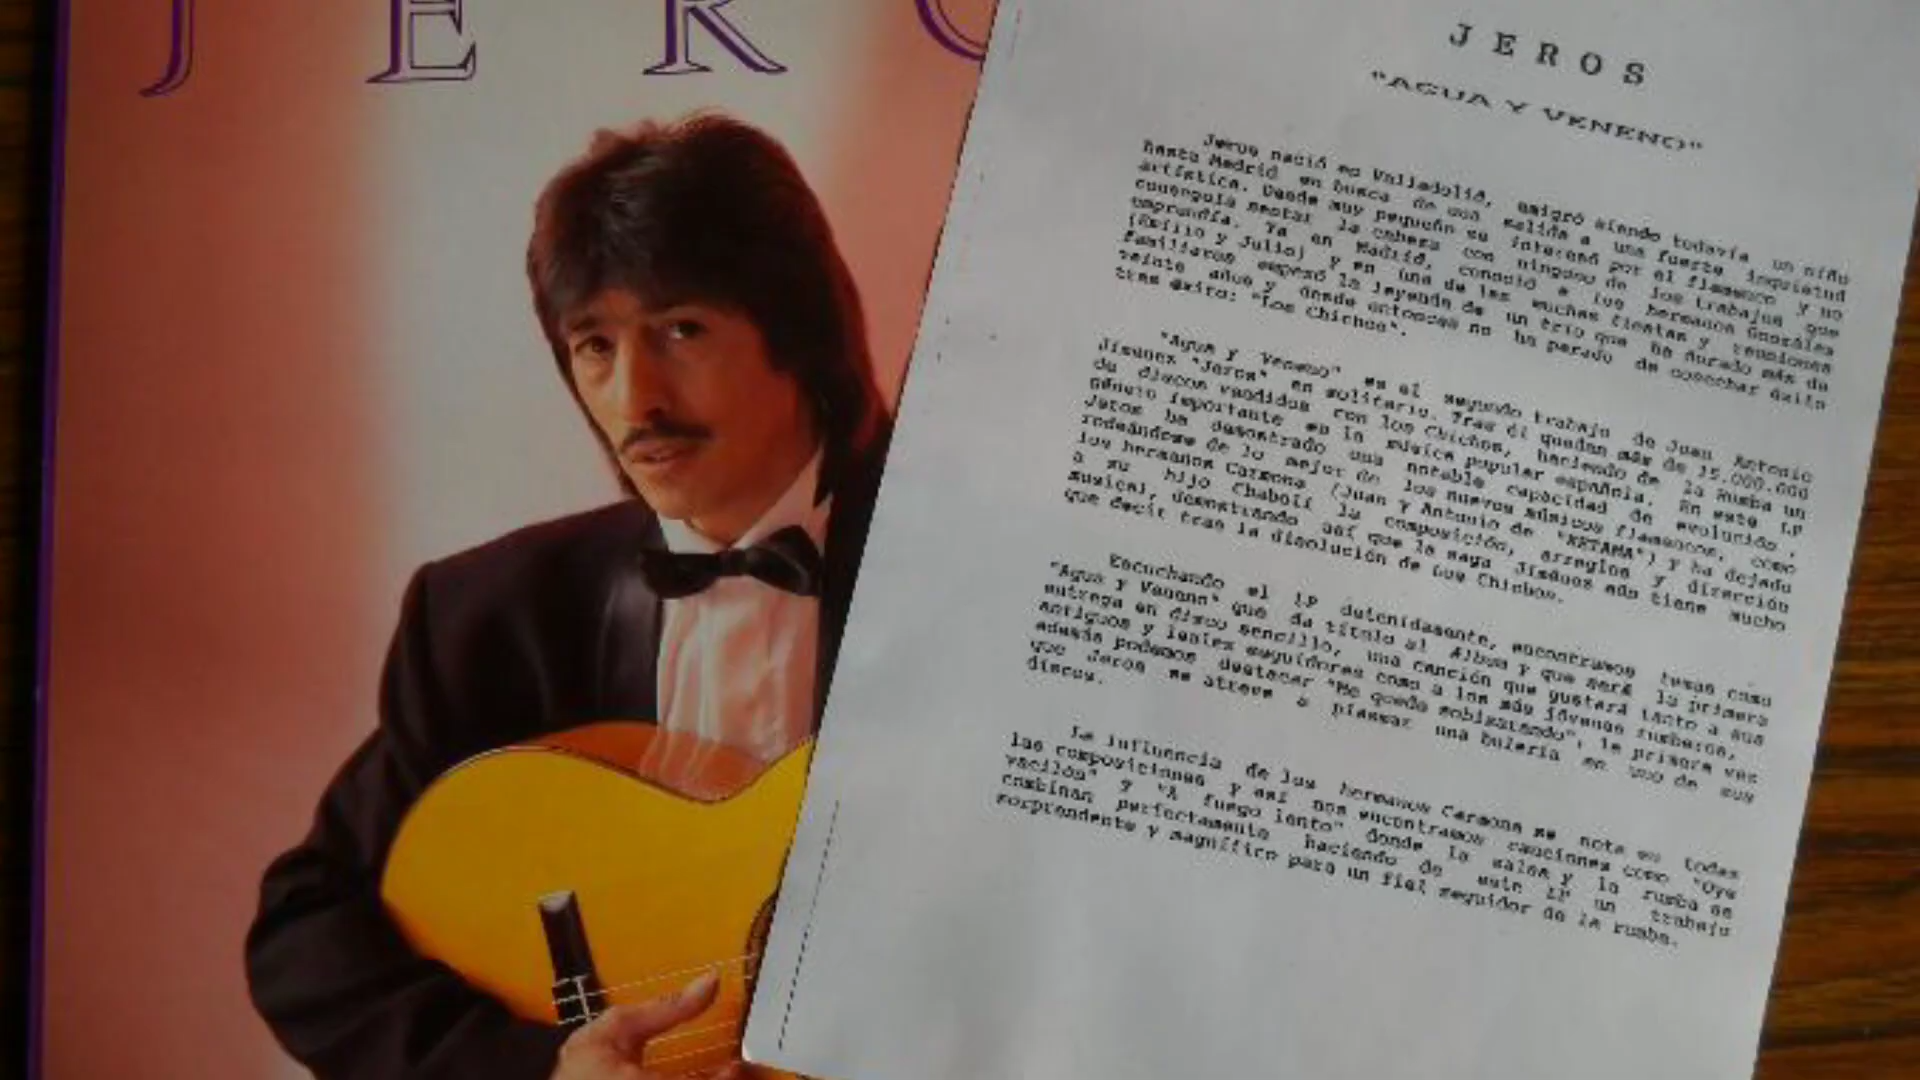 J E R O
J E R O S
"AGUA Y VENENO"
Jeros nació en Valladolid, emigró siendo todavía un niño
hasta Madrid en busca de una salida a una fuerte inquietud
artística. Desde muy pequeño se interesó por el flamenco y no
conseguía sentar la cabeza con ninguno de los trabajos que
emprendía. Ya en Madrid, conoció a los hermanos González
(Emilio y Julio) y en una de las muchas fiestas y reuniones
familiares empezó la leyenda de un trío que ha durado más de
veinte años y desde entonces no ha parado de cosechar éxito
tras éxito: "Los Chichos".
"Agua y Veneno" es el segundo trabajo de Juan Antonio
Jiménez "Jeros" en solitario. Tras él quedan más de 15.000.000
de discos vendidos con los Chichos, haciendo de la Rumba un
género importante en la música popular española. En este LP
Jeros ha demostrado una notable capacidad de evolución,
rodeándose de lo mejor de los nuevos músicos flamencos, como
los hermanos Carmona (Juan y Antonio de "KETAMA") y ha dejado
a su hijo Chaboli la composición, arreglos y dirección
musical, demostrando así que la saga Jiménez aún tiene mucho
que decir tras la disolución de Los Chichos.
Escuchando el LP detenidamente, encontramos temas como
"Agua y Veneno" que da título al Album y que será la primera
entrega en disco sencillo, una canción que gustará tanto a sus
antiguos y leales seguidores como a los más jóvenes rumberos,
además podemos destacar "Me quedo sobizateando", la primera vez
que Jeros se atreve a plasmar una bulería en uno de sus
discos.
La influencia de los hermanos Carmona se nota en todas
las composiciones y así nos encontramos canciones como "Oye
vacilón" y "A fuego lento" donde la salsa y la rumba se
combinan perfectamente haciendo de este LP un trabajo
sorprendente y magnífico para un fiel seguidor de la rumba.